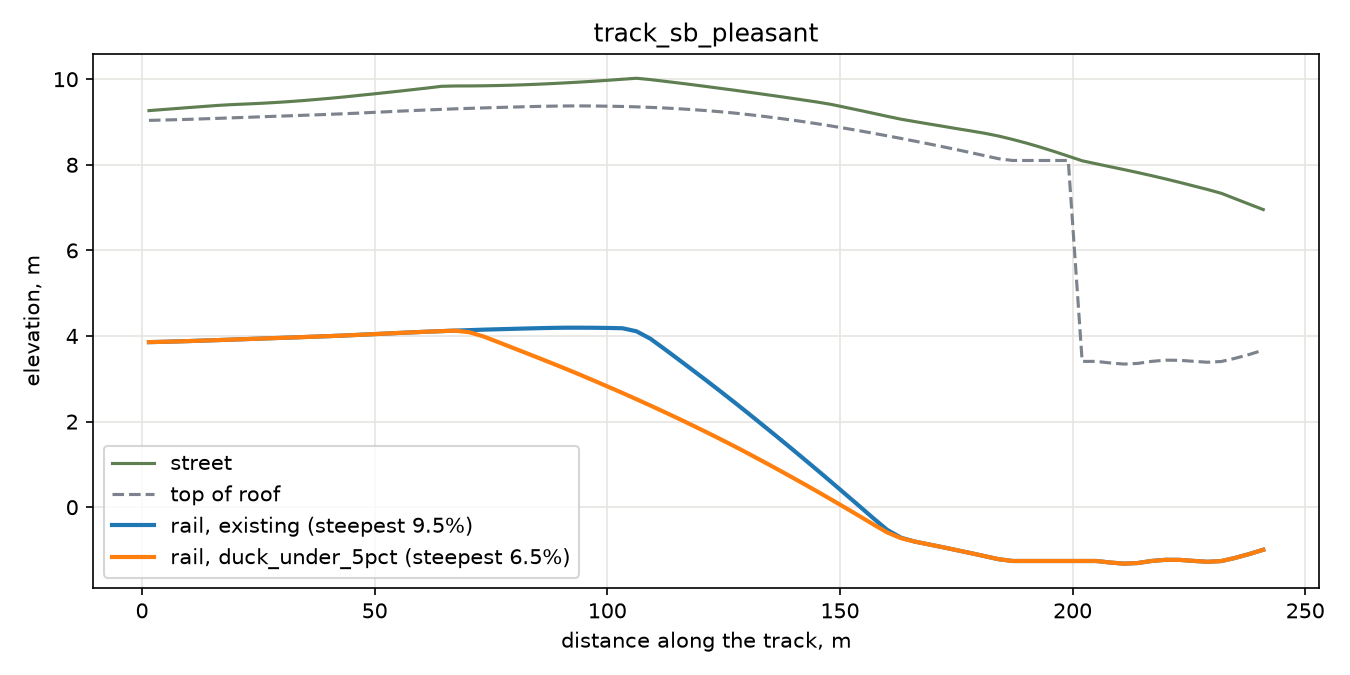 track_sb_pleasant
elevation, m
10
8
6
4
2
0
street
top of roof
rail, existing (steepest 9.5%)
rail, duck_under_5pct (steepest 6.5%)
0
50
100
150
200
250
distance along the track, m